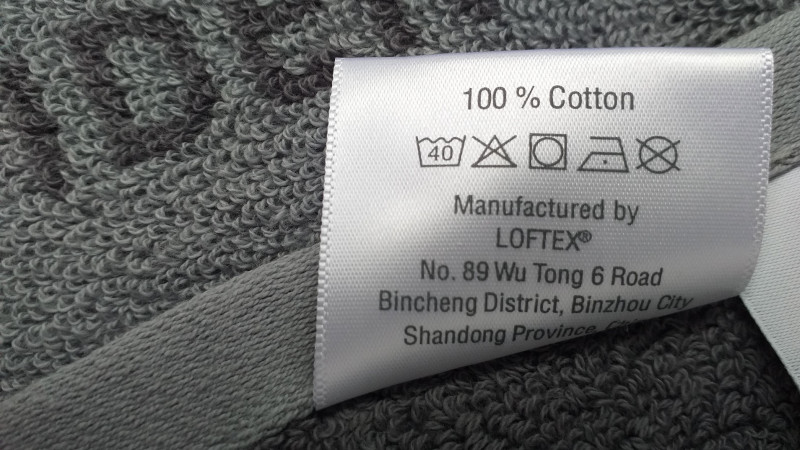 100 % Cotton
40
Manufactured by
LOFTEX®
No. 89 Wu Tong 6 Road
Bincheng District, Binzhou City
Shandong Province,